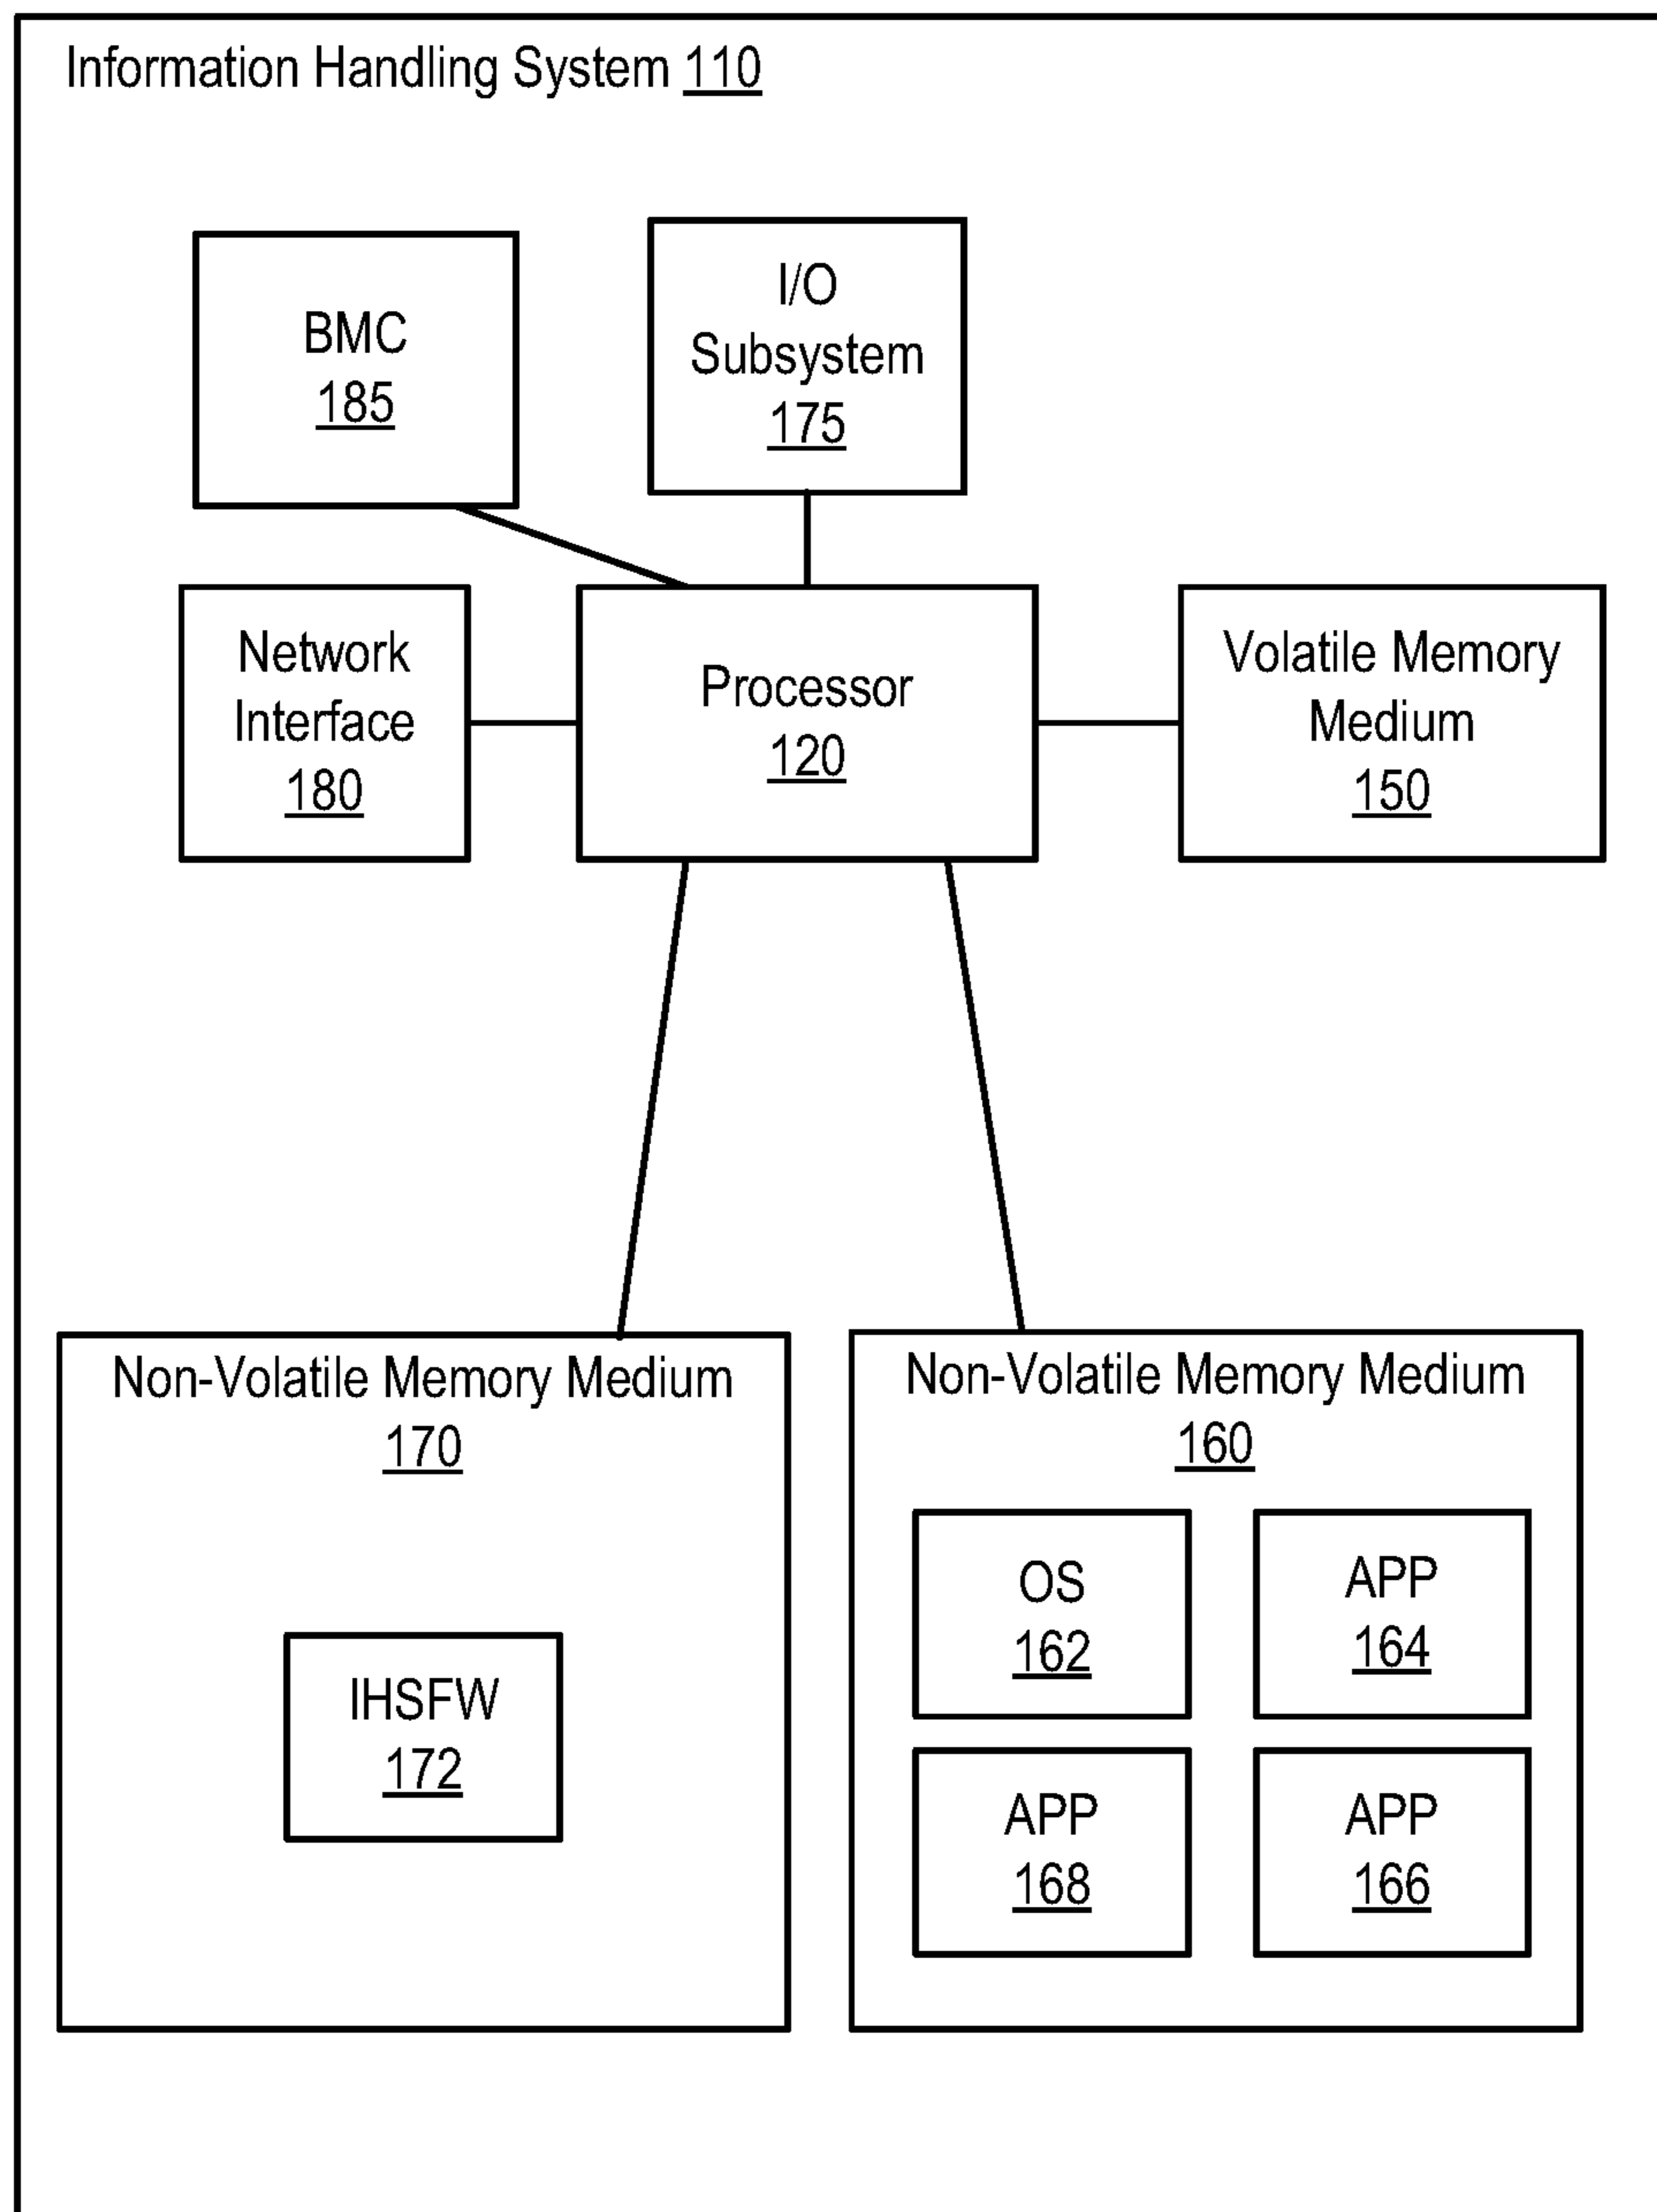 Information Handling System 110
BMC
185
I/O
Subsystem
175
Network
Interface
180
Processor
120
Volatile Memory
Medium
150
Non-Volatile Memory Medium
170
IHSFW
172
Non-Volatile Memory Medium
160
OS
162
APP
164
APP
168
APP
166